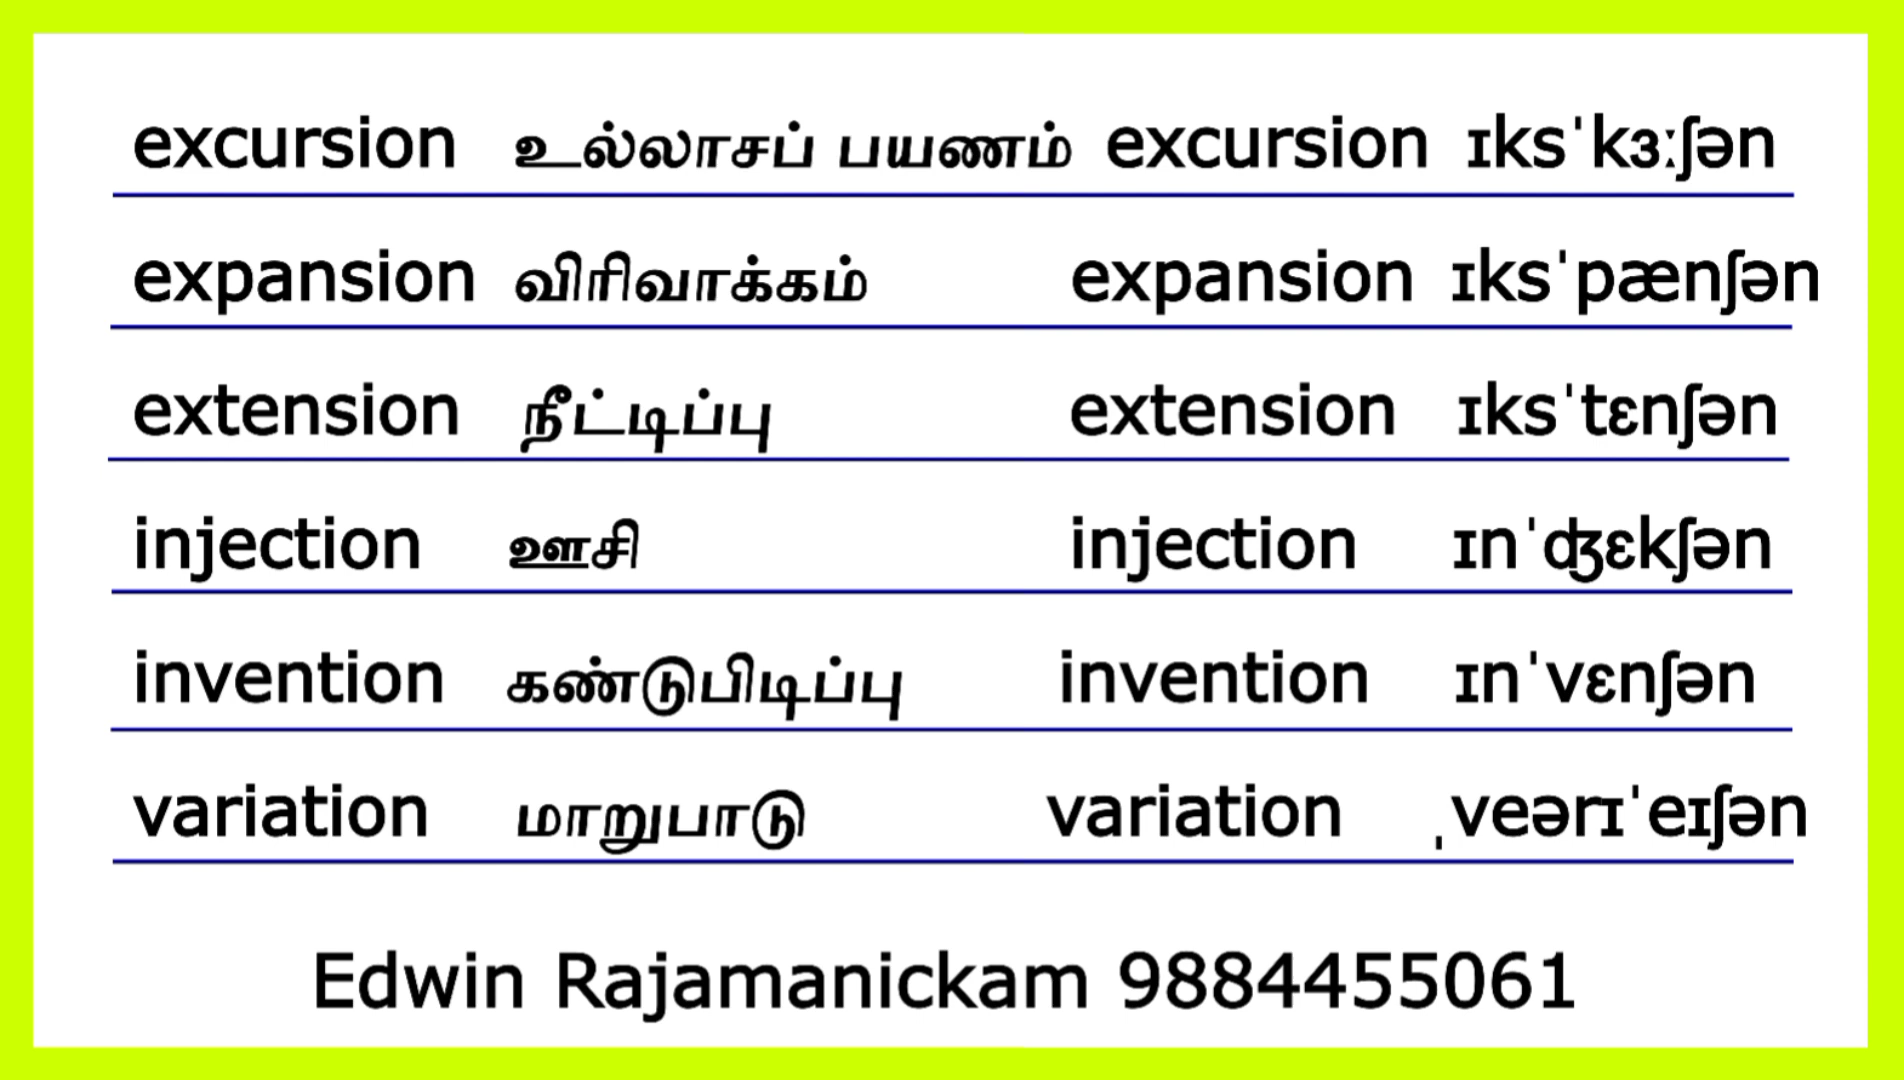 excursion உல்லாசப் பயணம் excursion ɪksˈkɜːʃən
expansion விரிவாக்கம் expansion ɪksˈpænʃən
extension நீட்டிப்பு extension ɪksˈtɛnʃən
injection ஊசி injection ɪnˈʤɛkʃən
invention கண்டுபிடிப்பு invention ɪnˈvɛnʃən
variation மாறுபாடு variation ˌveərɪˈeɪʃən
Edwin Rajamanickam 9884455061